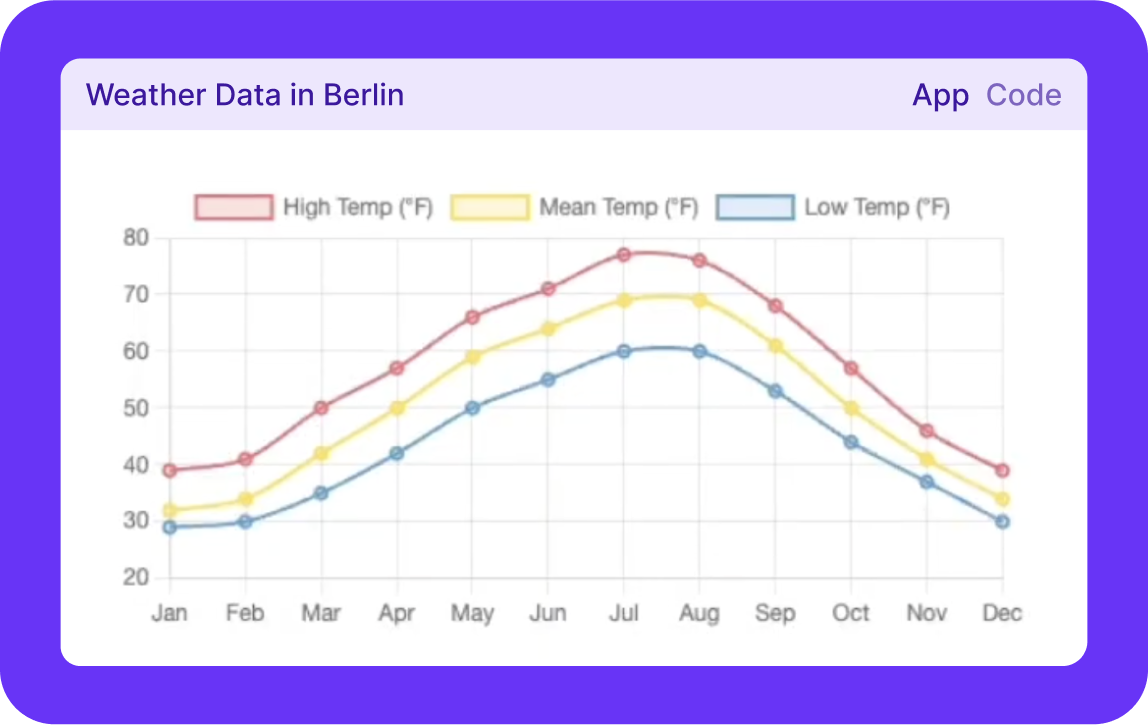 Weather Data in Berlin
App Code
High Temp (°F) Mean Temp (°F) Low Temp (°F)
80
70
60
50
40
30
20
Jan Feb Mar Apr May Jun Jul Aug Sep Oct Nov Dec